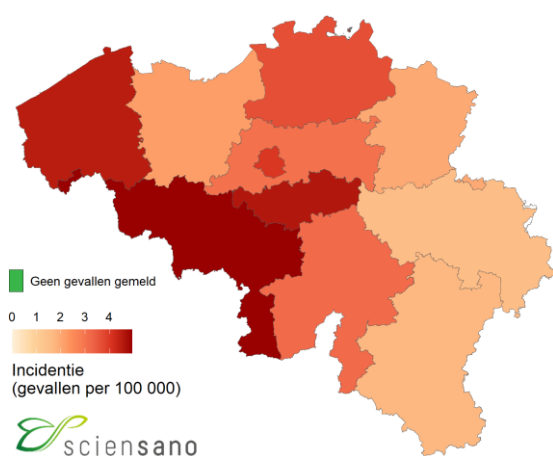 Geen gevallen gemeld
0 1 2 3 4
Incidentie
(gevallen per 100 000)
sciensano